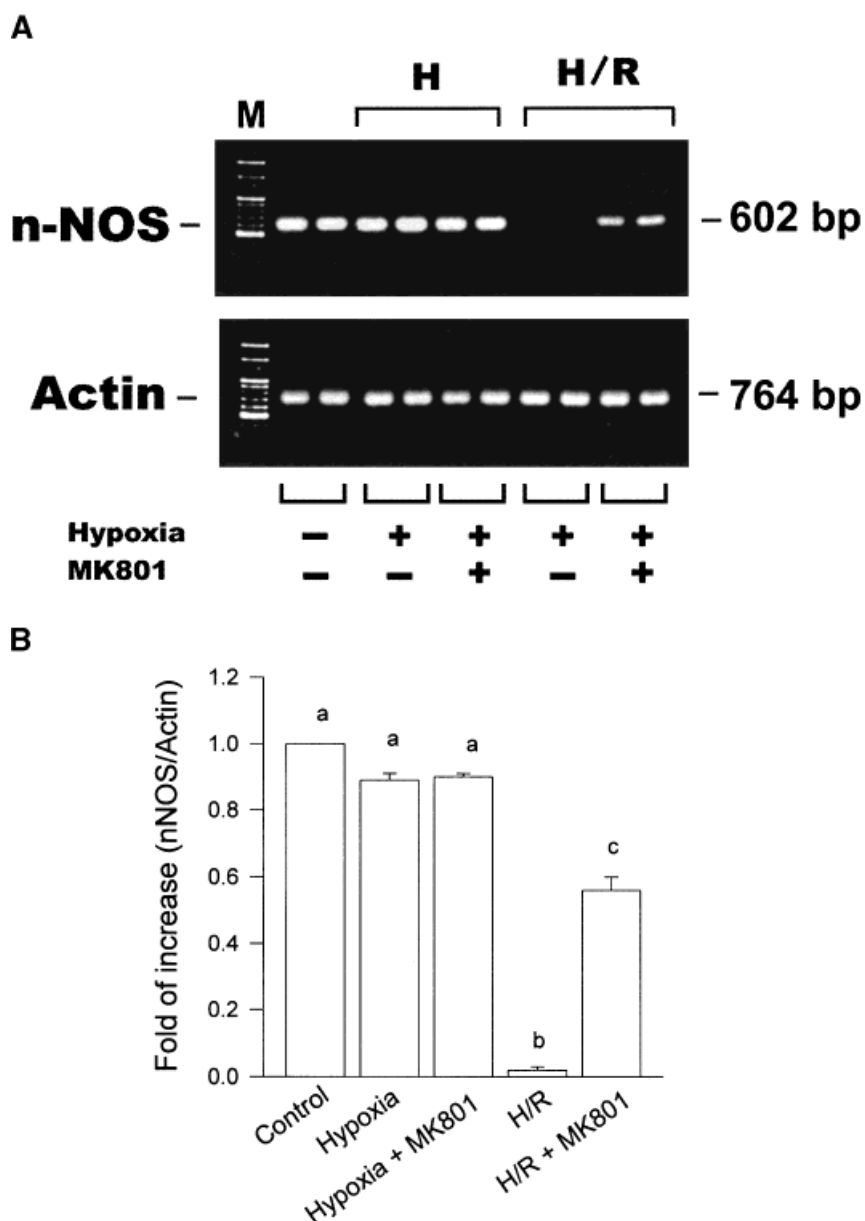 A
H H/R
M
n-NOS – – 602 bp
Actin – – 764 bp
Hypoxia – + + + +
MK801 – – + – +
B
Fold of increase (nNOS/Actin)
1.2
1.0
0.8
0.6
0.4
0.2
0.0
a
a
a
b
c
Control
Hypoxia
Hypoxia + MK801
H/R
H/R + MK801